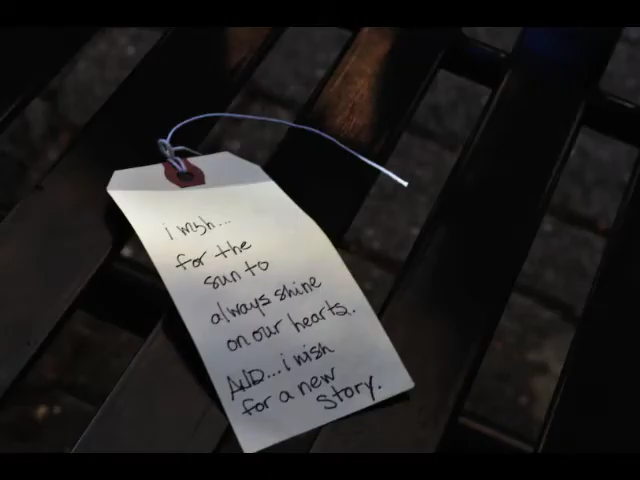 i wish...
for the
sun to
always shine
on our hearts.
AND... i wish
for a new
story.